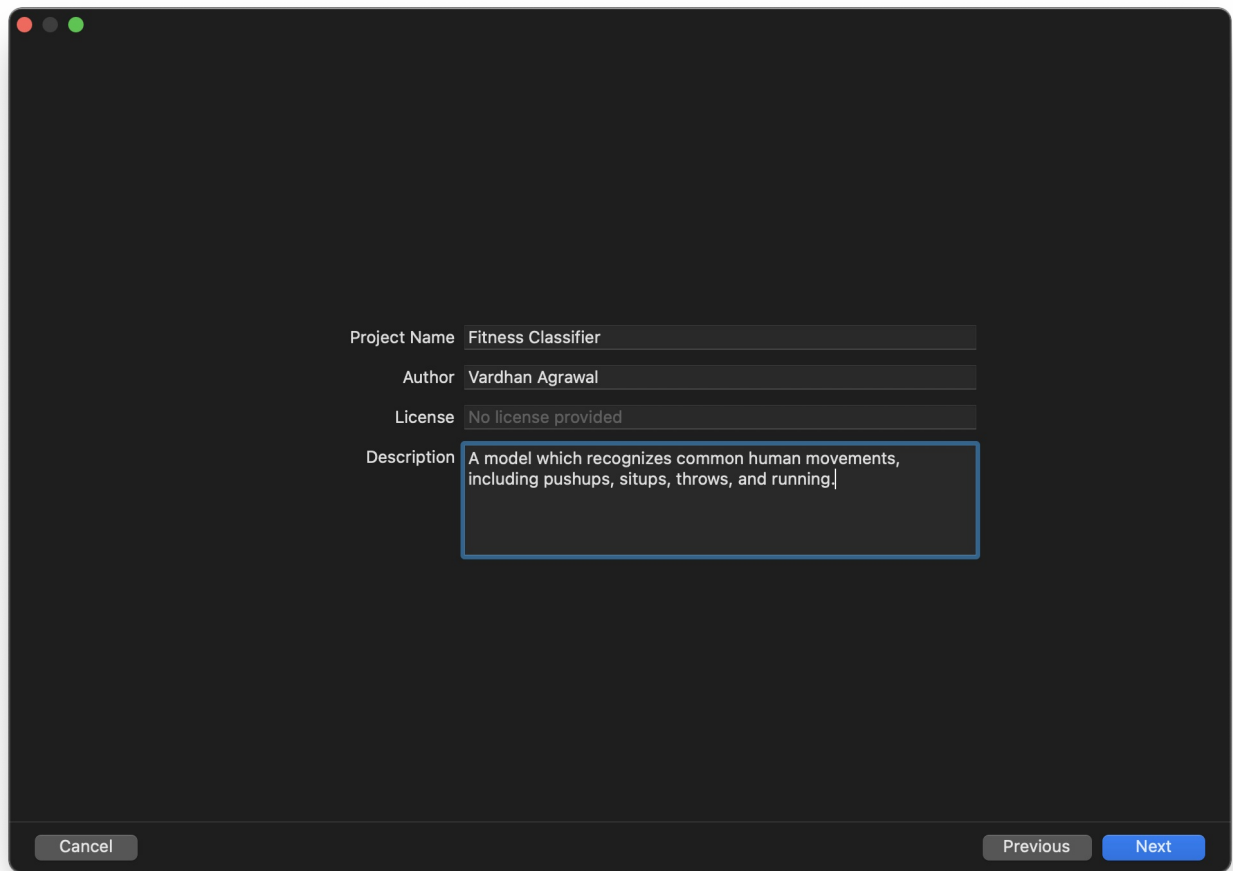 Project Name Fitness Classifier
Author Vardhan Agrawal
License No license provided
Description A model which recognizes common human movements,
including pushups, situps, throws, and running.
Cancel Previous Next